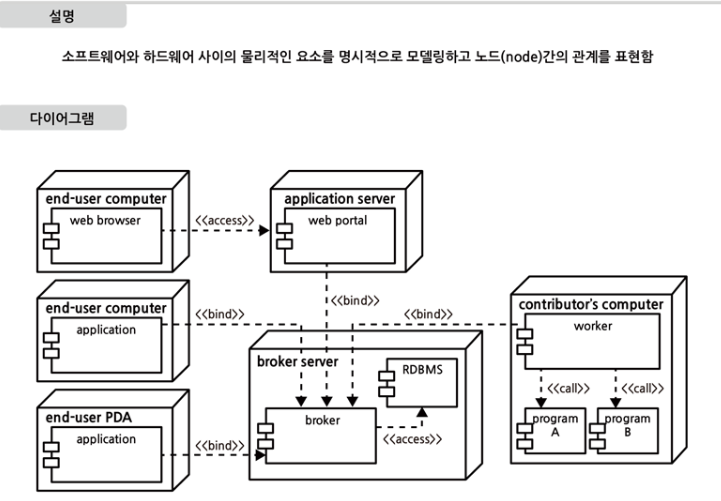 설명
소프트웨어와 하드웨어 사이의 물리적인 요소를 명시적으로 모델링하고 노드(node)간의 관계를 표현함
다이어그램
end-user computer
web browser
<<access>>
application server
web portal
end-user computer
application
<<bind>>
<<bind>>
<<bind>>
contributor's computer
worker
<<call>>
<<call>>
program
A
program
B
broker server
RDBMS
broker
<<access>>
end-user PDA
application
<<bind>>